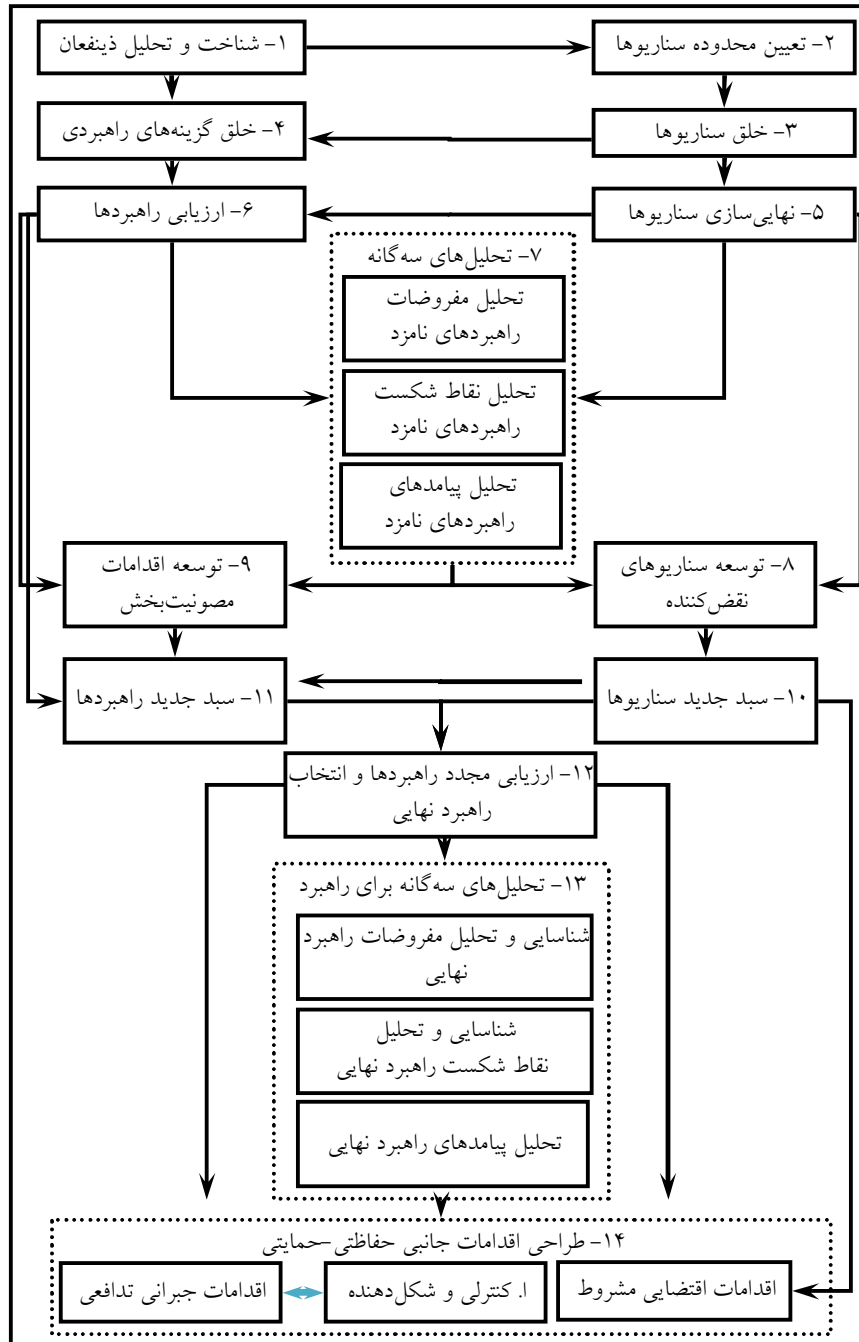 ۱- شناخت و تحلیل ذینفعان
۲- تعیین محدوده سناریوها
۳- خلق سناریوها
۴- خلق گزینه‌های راهبردی
۵- نهایی‌سازی سناریوها
۶- ارزیابی راهبردها
۷- تحلیل‌های سه‌گانه
تحلیل مفروضات
راهبردهای نامزد
تحلیل نقاط شکست
راهبردهای نامزد
تحلیل پیامدهای
راهبردهای نامزد
۸- توسعه سناریوهای
نقض‌کننده
۹- توسعه اقدامات
مصونیت‌بخش
۱۰- سبد جدید سناریوها
۱۱- سبد جدید راهبردها
۱۲- ارزیابی مجدد راهبردها و انتخاب
راهبرد نهایی
۱۳- تحلیل‌های سه‌گانه برای راهبرد
شناسایی و تحلیل مفروضات راهبرد
نهایی
شناسایی و تحلیل
نقاط شکست راهبرد نهایی
تحلیل پیامدهای راهبرد نهایی
۱۴- طراحی اقدامات جانبی حفاظتی-حمایتی
اقدامات اقتضایی مشروط
ا. کنترلی و شکل‌دهنده
اقدامات جبرانی تدافعی